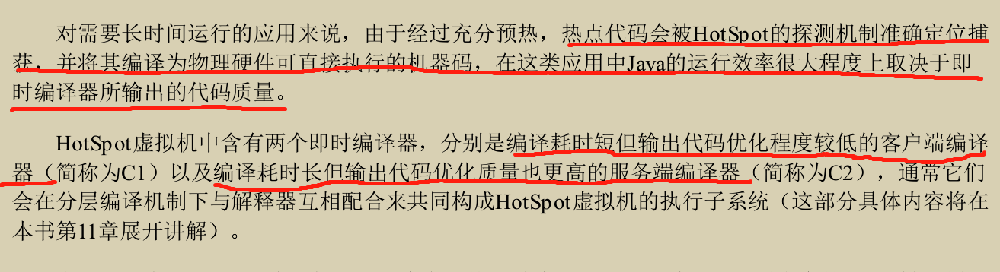 对需要长时间运行的应用来说，由于经过充分预热，热点代码会被HotSpot的探测机制准确定位捕
获，并将其编译为物理硬件可直接执行的机器码，在这类应用中Java的运行效率很大程度上取决于即
时编译器所输出的代码质量。
HotSpot虚拟机中含有两个即时编译器，分别是编译耗时短但输出代码优化程度较低的客户端编译
器（简称为C1）以及编译耗时长但输出代码优化质量也更高的服务端编译器（简称为C2），通常它们
会在分层编译机制下与解释器互相配合来共同构成HotSpot虚拟机的执行子系统（这部分具体内容将在
本书第11章展开讲解）。